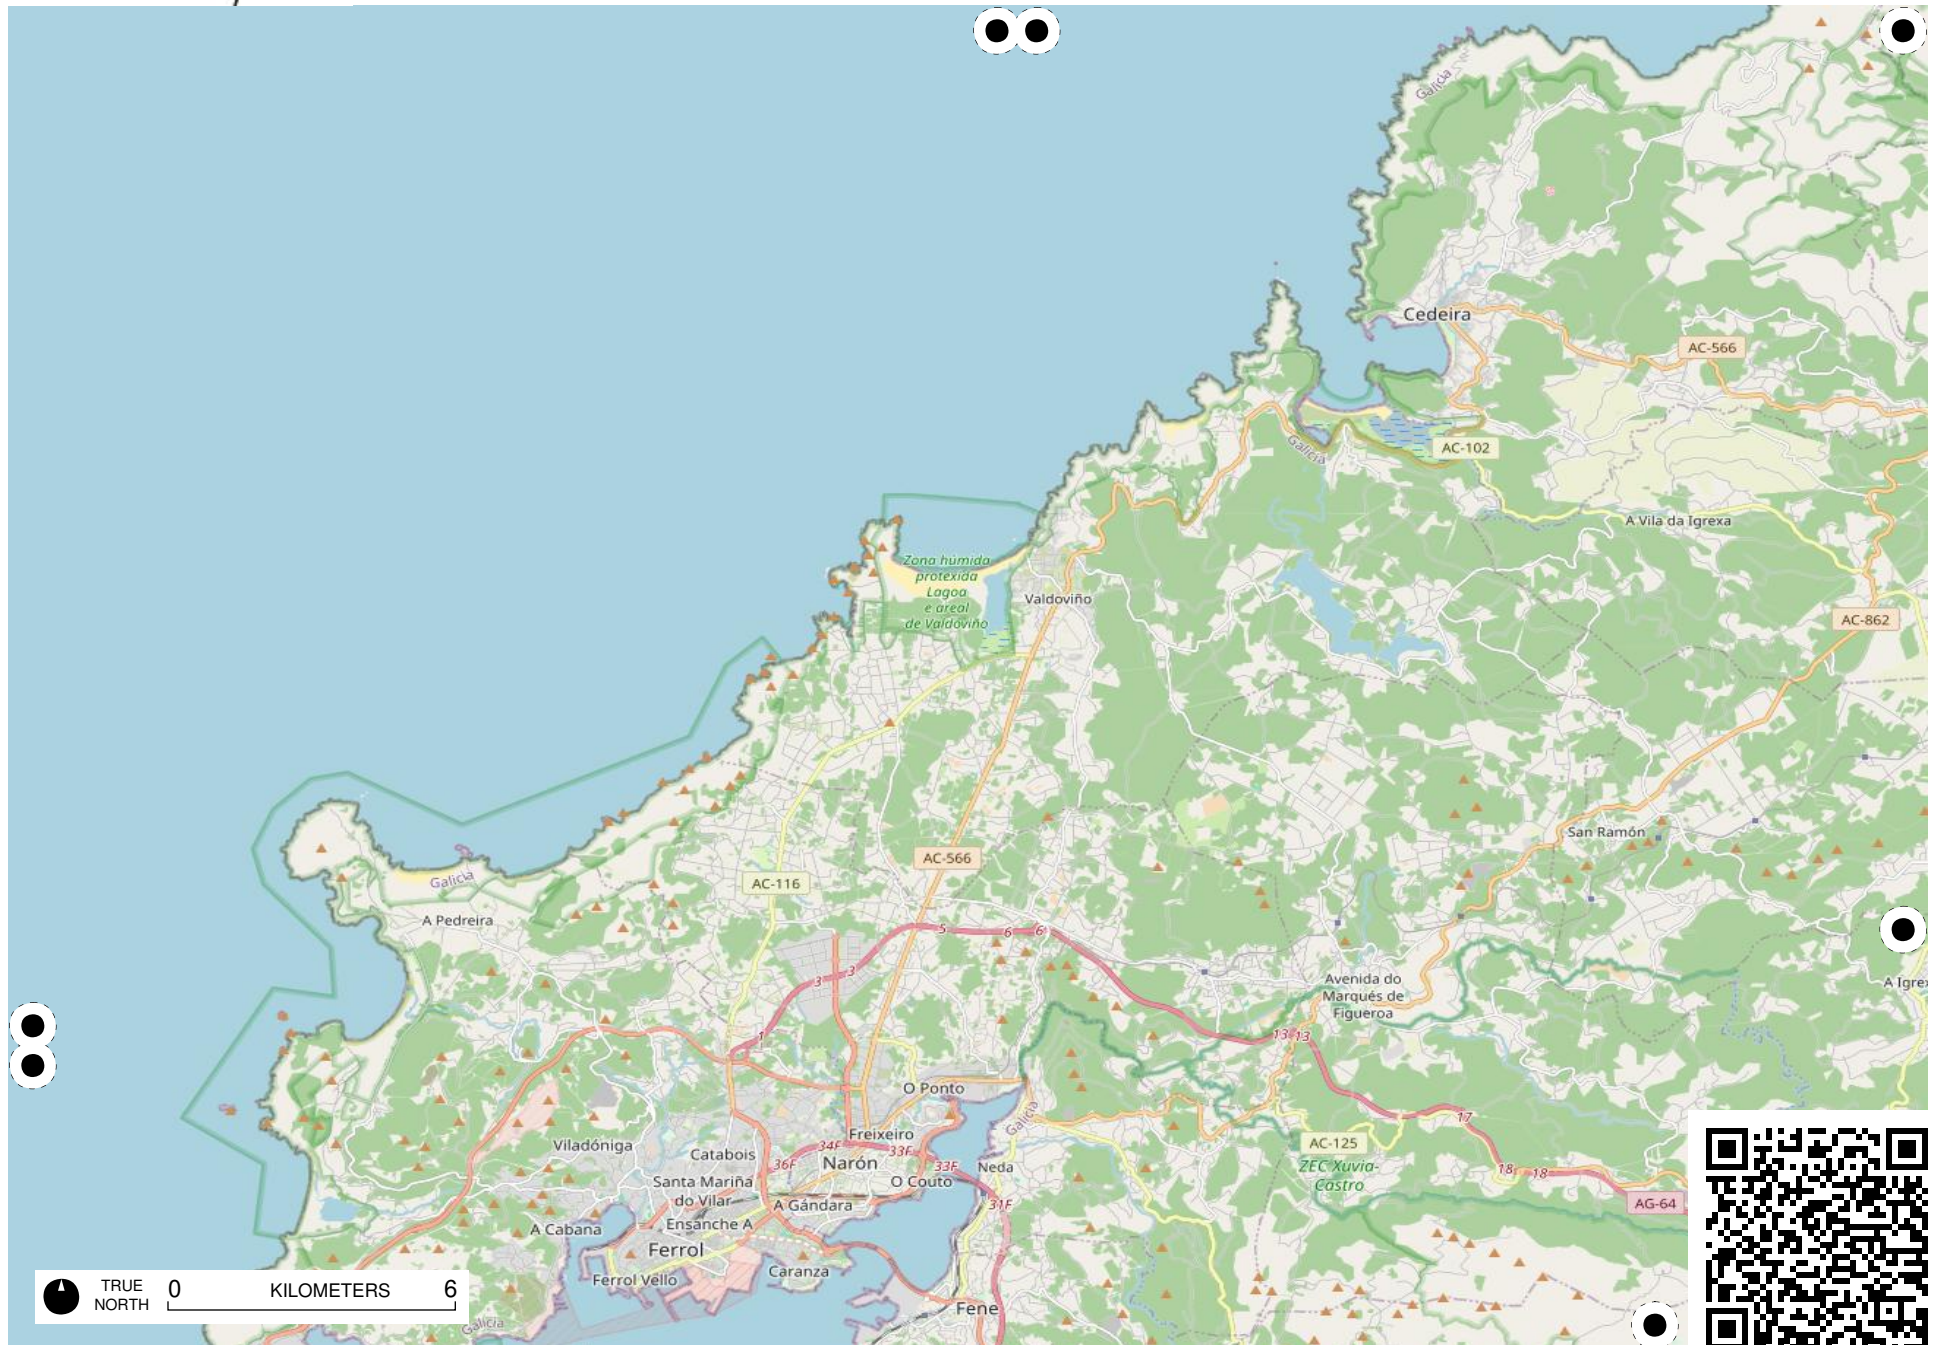 Galicia
Cedeira
AC-566
Galicia
AC-102
A Vila da Igrexa
Zona húmida
protexida
Lagoa
e areal
de Valdoviño
Valdoviño
AC-862
San Ramón
AC-566
AC-116
Galicia
A Pedreira
5
6
6
3
3
Avenida do
Marqués de
Figueroa
1
13
13
O Ponto
Galicia
17
Freixeiro
Viladóniga
Catabois
34F
33F
AC-125
36F
Narón
33F
Neda
ZEC Xuvia-
Castro
18
18
Santa Mariña
do Vilar
O Couto
A Gándara
31F
AG-64
A Cabana
Ensanche A
Ferrol
Caranza
Ferrol Vello
Fene
Galicia
TRUE
NORTH
0
KILOMETERS
6